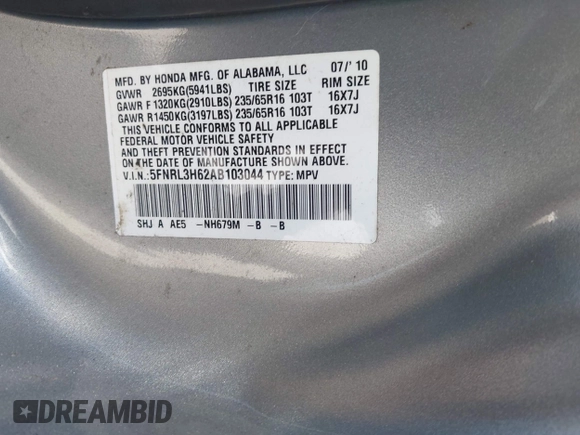 MFD. BY HONDA MFG. OF ALABAMA, LLC 07/' 10
GVWR 2695KG(5941LBS) TIRE SIZE RIM SIZE
GAWR F 1320KG(2910LBS) 235/65R16 103T 16X7J
GAWR R1450KG(3197LBS) 235/65R16 103T 16X7J
THIS VEHICLE CONFORMS TO ALL APPLICABLE
FEDERAL MOTOR VEHICLE SAFETY
AND THEFT PREVENTION STANDARDS IN EFFECT
ON THE DATE OF MANUFACTURE SHOWN ABOVE.
V.I.N.: 5FNRL3H62AB103044 TYPE: MPV
SHJ A AE5 -NH679M -B -B
DREAMBID